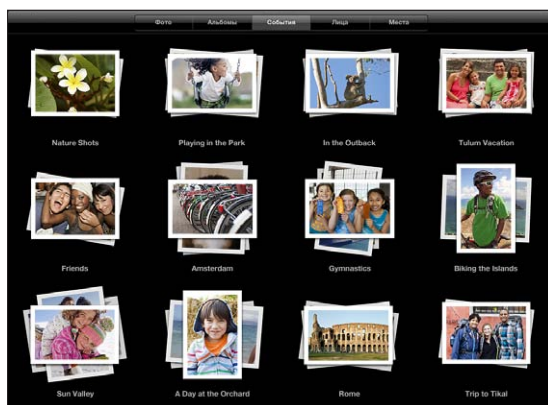 Фото Альбомы События Лица Места
Nature Shots Playing in the Park In the Outback Tulum Vacation
Friends Amsterdam Gymnastics Biking the Islands
Sun Valley A Day at the Orchard Rome Trip to Tikal